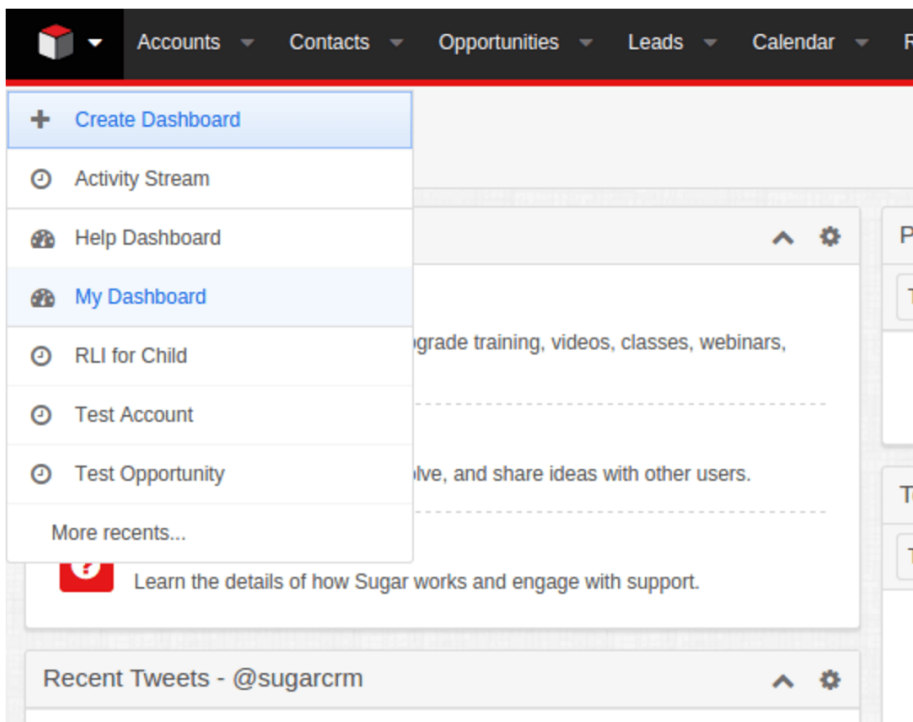 Accounts Contacts Opportunities Leads Calendar
Create Dashboard
Activity Stream
Help Dashboard
My Dashboard
RLI for Child
grade training, videos, classes, webinars,
Test Account
Test Opportunity
, and share ideas with other users.
More recents...
Learn the details of how Sugar works and engage with support.
Recent Tweets - @sugarcrm